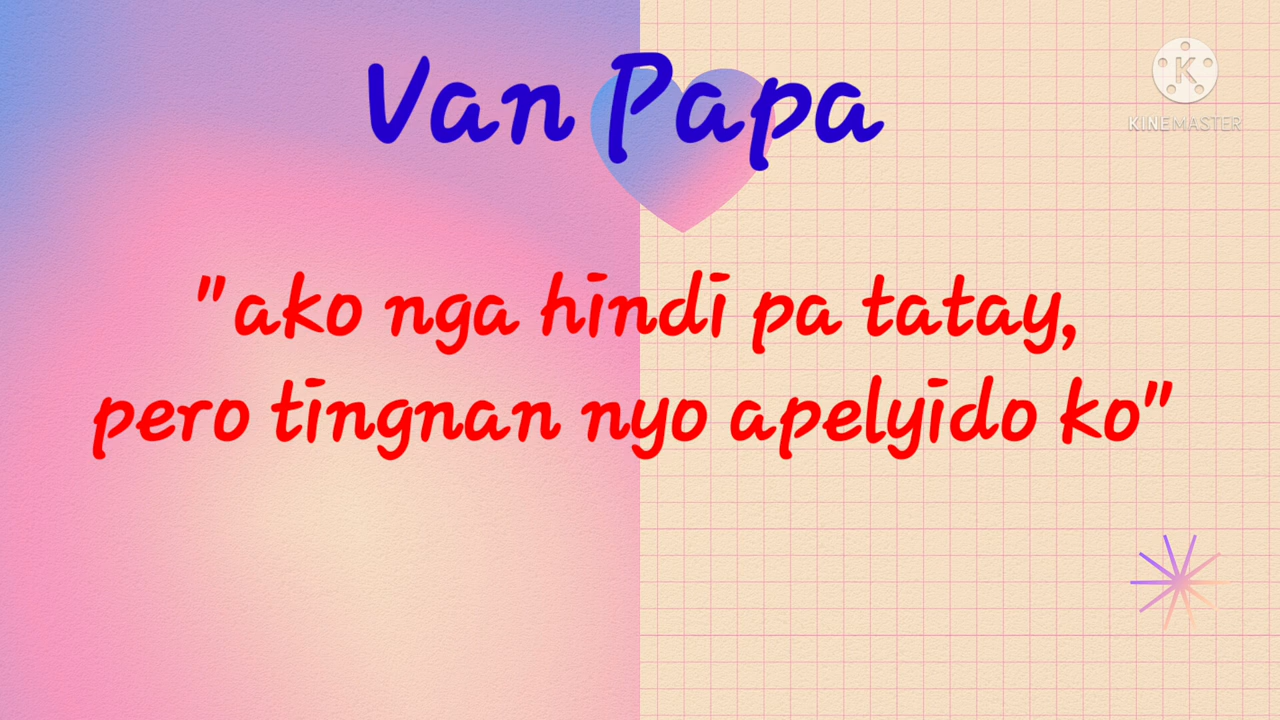 Van Papa
K
KINEMASTER
"ako nga hindi pa tatay,
pero tingnan nyo apelyido ko"